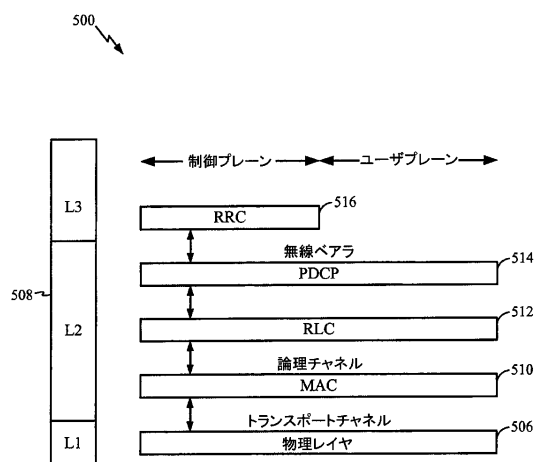 500
制御プレーン
ユーザプレーン
L3
RRC
516
無線ベアラ
PDCP
514
508
L2
RLC
512
論理チャネル
MAC
510
トランスポートチャネル
L1
物理レイヤ
506